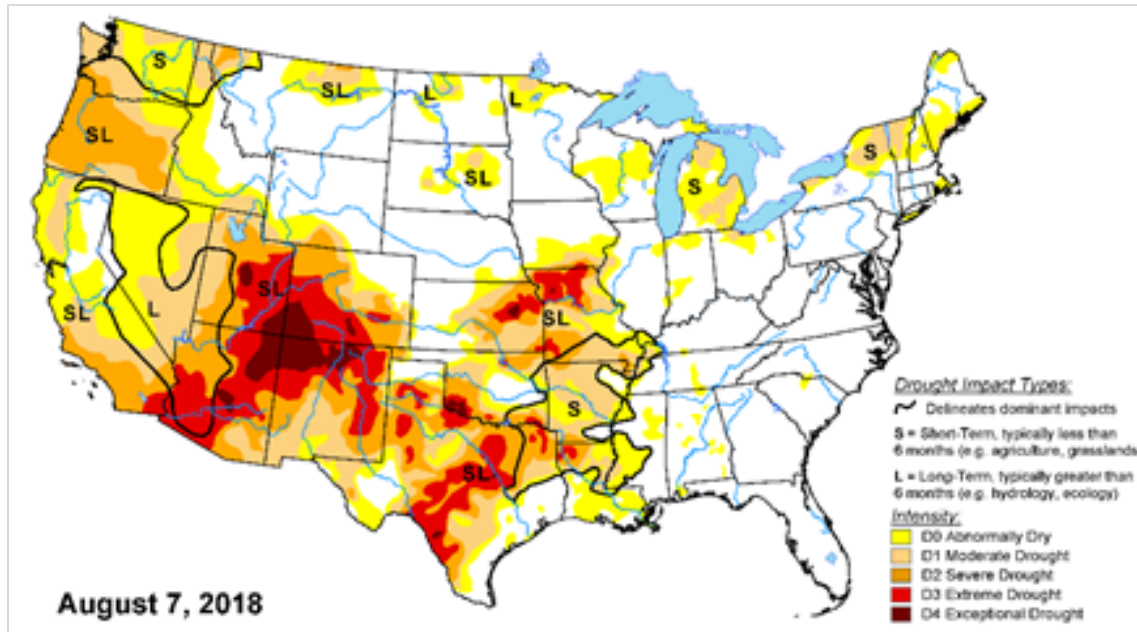 S
SL
L
L
SL
SL
S
S
SL
L
SL
SL
S
SL
Drought Impact Types:
Delineates dominant impacts
S = Short-Term, typically less than
6 months (e.g. agriculture, grasslands
L = Long-Term, typically greater than
6 months (e.g. hydrology, ecology)
Intensity:
D0 Abnormally Dry
D1 Moderate Drought
D2 Severe Drought
D3 Extreme Drought
D4 Exceptional Drought
August 7, 2018